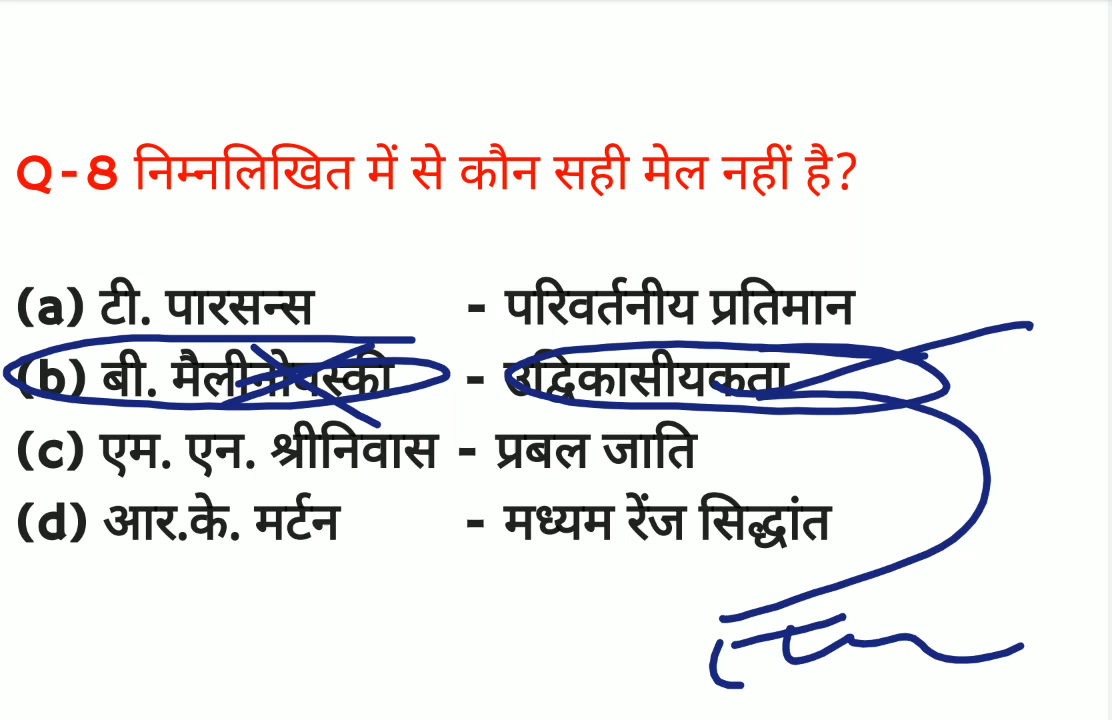 Q-8 निम्नलिखित में से कौन सही मेल नहीं है?
(a) टी. पारसन्स - परिवर्तनीय प्रतिमान
(b) बी. मैलीनोवस्की - उद्विकासीयकता
(c) एम. एन. श्रीनिवास - प्रबल जाति
(d) आर.के. मर्टन - मध्यम रेंज सिद्धांत